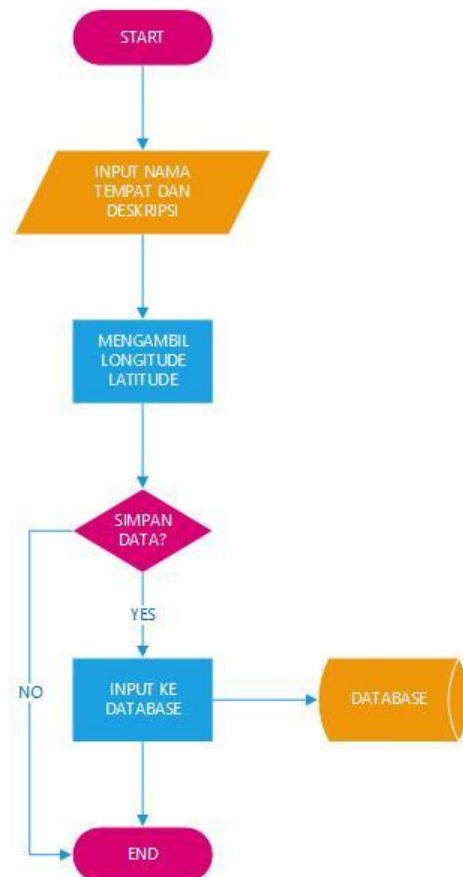 START
INPUT NAMA
TEMPAT DAN
DESKRIPSI
MENGAMBIL
LONGITUDE
LATITUDE
SIMPAN
DATA?
YES
NO
INPUT KE
DATABASE
DATABASE
END